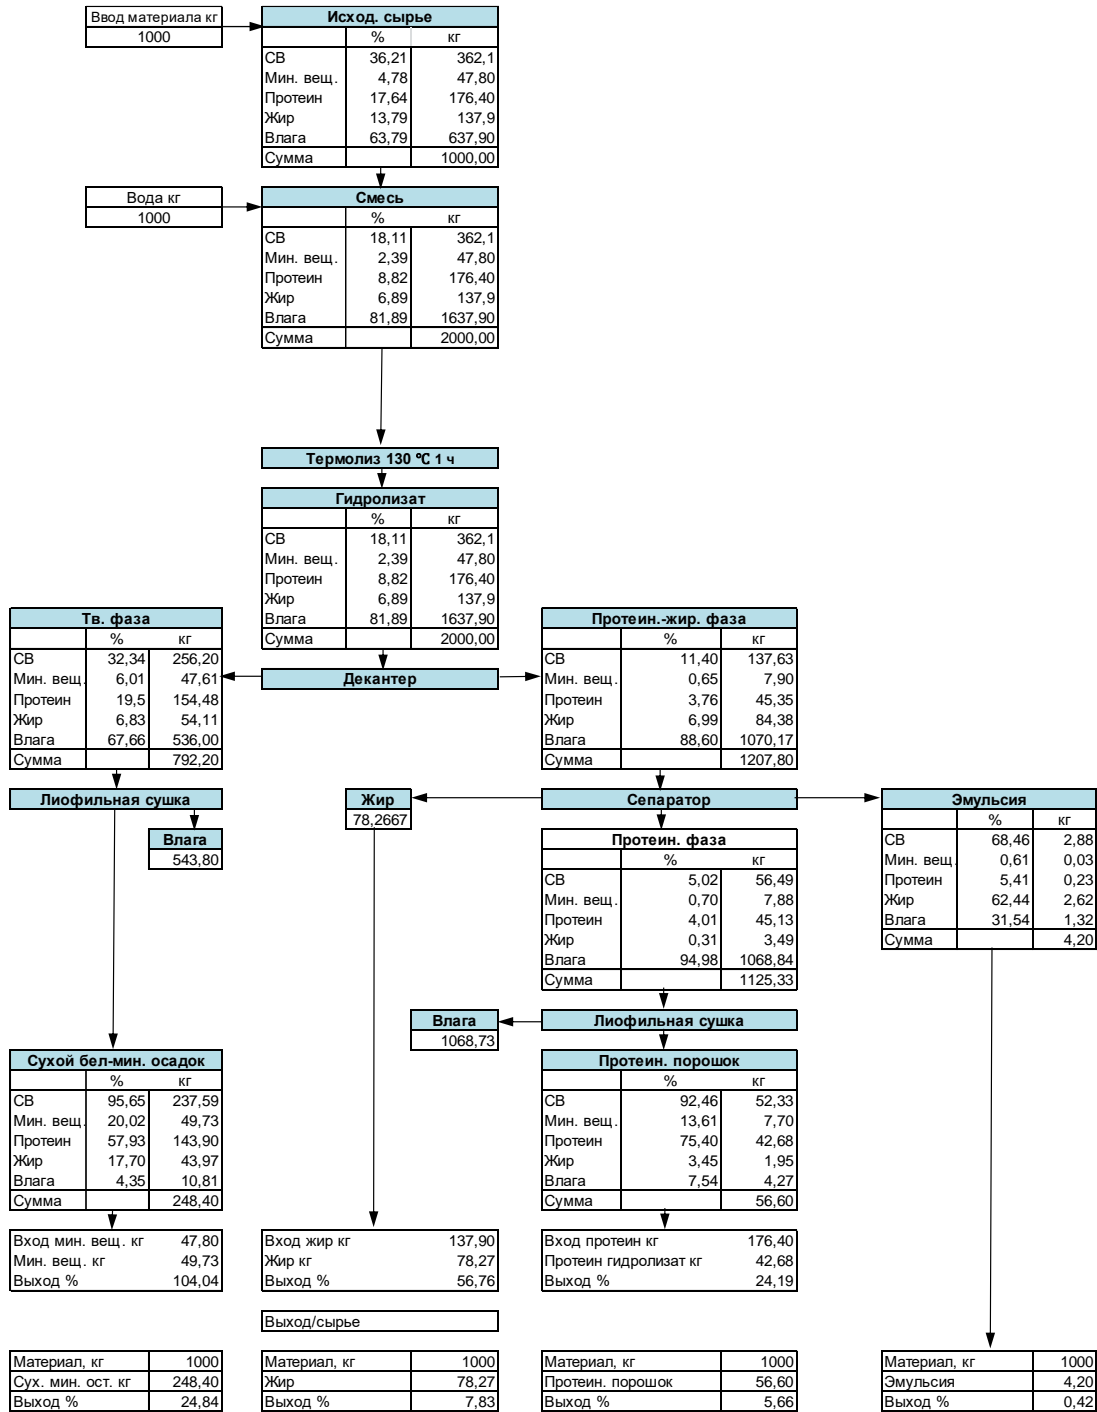 Ввод материала кг
1000
Исход. сырье
% кг
СВ 36,21 362,1
Мин. вещ. 4,78 47,80
Протеин 17,64 176,40
Жир 13,79 137,9
Влага 63,79 637,90
Сумма 1000,00
Вода кг
1000
Смесь
% кг
СВ 18,11 362,1
Мин. вещ. 2,39 47,80
Протеин 8,82 176,40
Жир 6,89 137,9
Влага 81,89 1637,90
Сумма 2000,00
Термолиз 130 ℃ 1 ч
Гидролизат
% кг
СВ 18,11 362,1
Мин. вещ. 2,39 47,80
Протеин 8,82 176,40
Жир 6,89 137,9
Влага 81,89 1637,90
Сумма 2000,00
Декантер
Тв. фаза
% кг
СВ 32,34 256,20
Мин. вещ. 6,01 47,61
Протеин 19,5 154,48
Жир 6,83 54,11
Влага 67,66 536,00
Сумма 792,20
Протеин.-жир. фаза
% кг
СВ 11,40 137,63
Мин. вещ. 0,65 7,90
Протеин 3,76 45,35
Жир 6,99 84,38
Влага 88,60 1070,17
Сумма 1207,80
Лиофильная сушка
Влага
543,80
Жир
78,2667
Сепаратор
Протеин. фаза
% кг
СВ 5,02 56,49
Мин. вещ. 0,70 7,88
Протеин 4,01 45,13
Жир 0,31 3,49
Влага 94,98 1068,84
Сумма 1125,33
Эмульсия
% кг
СВ 68,46 2,88
Мин. вещ. 0,61 0,03
Протеин 5,41 0,23
Жир 62,44 2,62
Влага 31,54 1,32
Сумма 4,20
Влага
1068,73
Лиофильная сушка
Сухой бел-мин. осадок
% кг
СВ 95,65 237,59
Мин. вещ. 20,02 49,73
Протеин 57,93 143,90
Жир 17,70 43,97
Влага 4,35 10,81
Сумма 248,40
Протеин. порошок
% кг
СВ 92,46 52,33
Мин. вещ. 13,61 7,70
Протеин 75,40 42,68
Жир 3,45 1,95
Влага 7,54 4,27
Сумма 56,60
Вход мин. вещ. кг 47,80
Мин. вещ. кг 49,73
Выход % 104,04
Вход жир кг 137,90
Жир кг 78,27
Выход % 56,76
Вход протеин кг 176,40
Протеин гидролизат кг 42,68
Выход % 24,19
Выход/сырье
Материал, кг 1000
Сух. мин. ост. кг 248,40
Выход % 24,84
Материал, кг 1000
Жир 78,27
Выход % 7,83
Материал, кг 1000
Протеин. порошок 56,60
Выход % 5,66
Материал, кг 1000
Эмульсия 4,20
Выход % 0,42